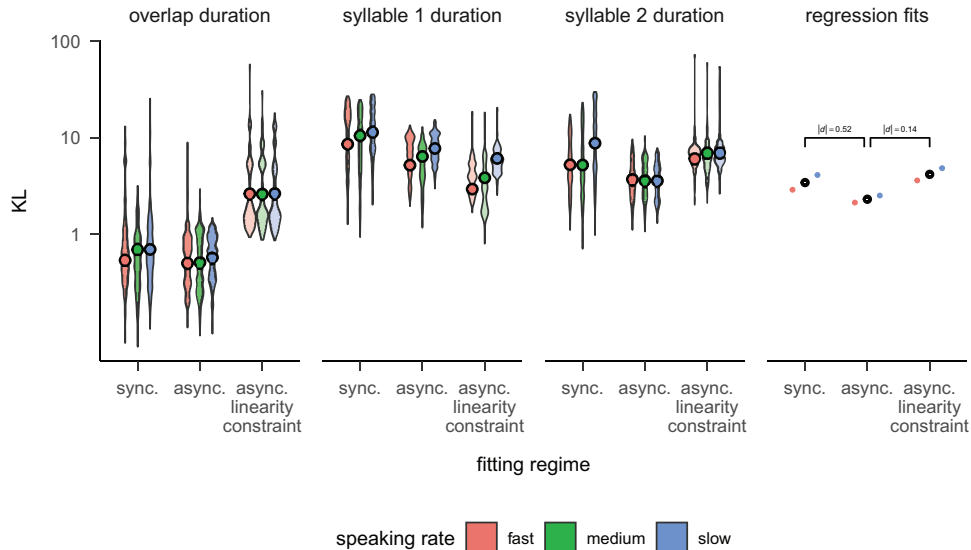 overlap duration
syllable 1 duration
syllable 2 duration
regression fits
KL
100
10
1
|d| = 0.52
|d| = 0.14
sync.
async.
async.
linearity
constraint
sync.
async.
async.
linearity
constraint
sync.
async.
async.
linearity
constraint
sync.
async.
async.
linearity
constraint
fitting regime
speaking rate fast medium slow